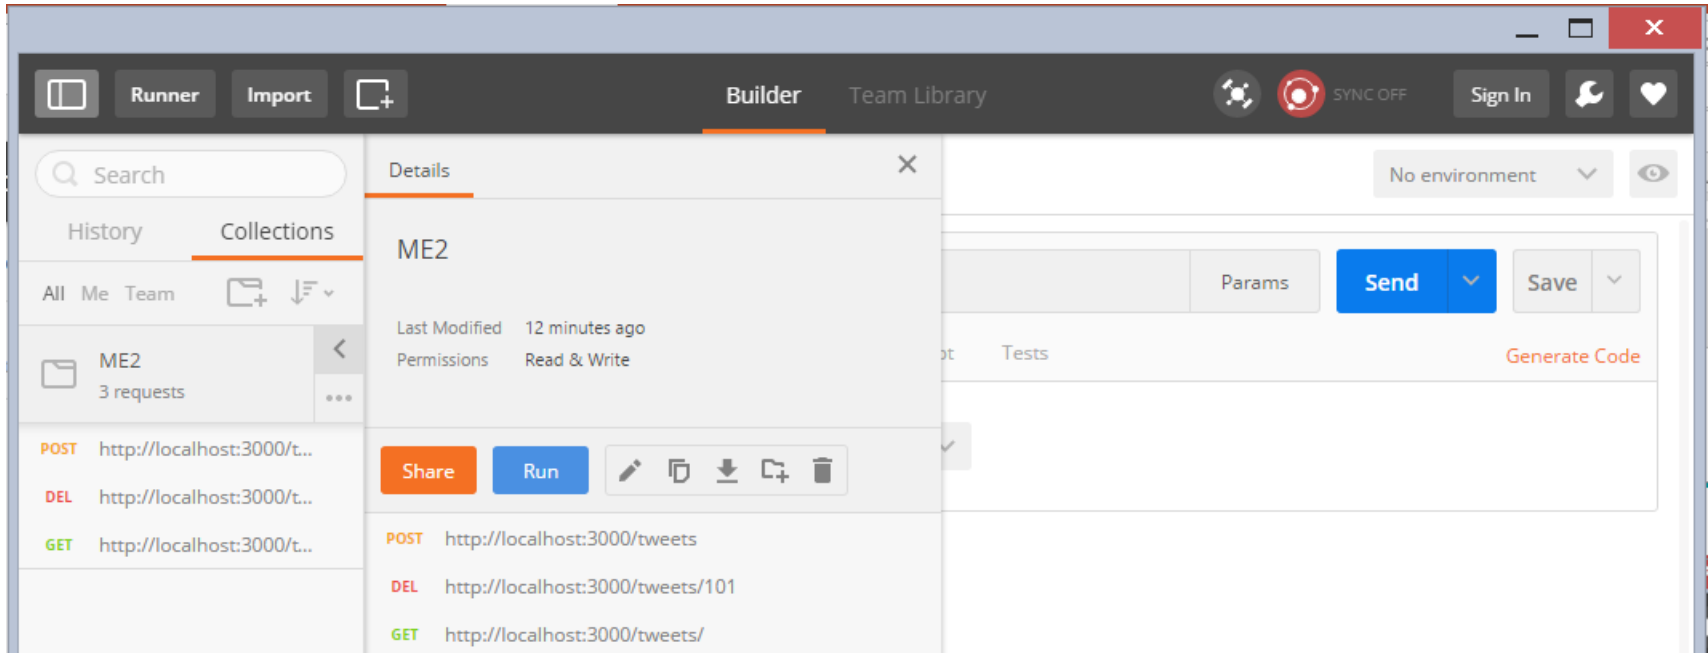 Runner Import Builder Team Library SYNC OFF Sign In
Search
History Collections
All Me Team
ME2
3 requests
POST http://localhost:3000/t...
DEL http://localhost:3000/t...
GET http://localhost:3000/t...
Details
ME2
Last Modified 12 minutes ago
Permissions Read & Write
Share Run
POST http://localhost:3000/tweets
DEL http://localhost:3000/tweets/101
GET http://localhost:3000/tweets/
No environment
Params Send Save
Tests Generate Code